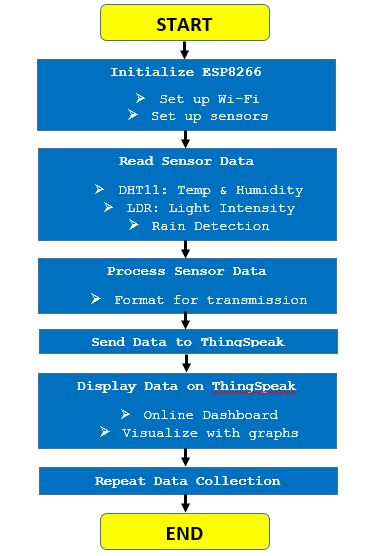 START
Initialize ESP8266
➢ Set up Wi-Fi
➢ Set up sensors
Read Sensor Data
➢ DHT11: Temp & Humidity
➢ LDR: Light Intensity
➢ Rain Detection
Process Sensor Data
➢ Format for transmission
Send Data to ThingSpeak
Display Data on ThingSpeak
➢ Online Dashboard
➢ Visualize with graphs
Repeat Data Collection
END